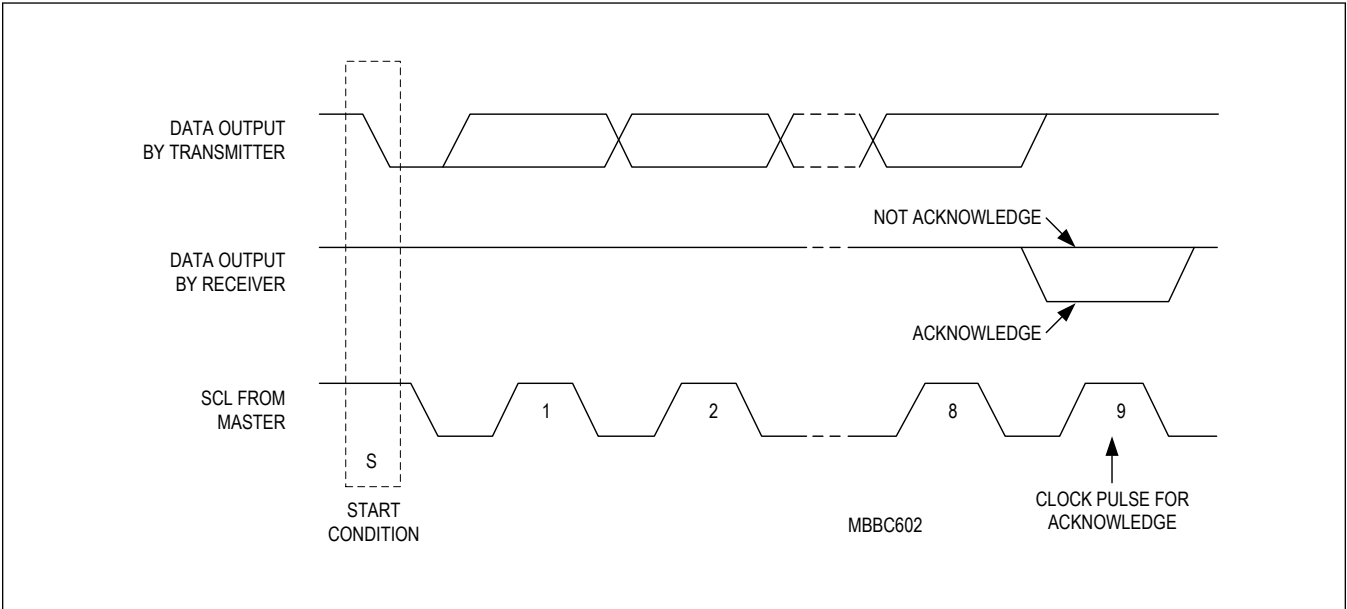 DATA OUTPUT
BY TRANSMITTER
NOT ACKNOWLEDGE
DATA OUTPUT
BY RECEIVER
ACKNOWLEDGE
SCL FROM
MASTER
1
2
8
9
S
START
CONDITION
MBBC602
CLOCK PULSE FOR
ACKNOWLEDGE